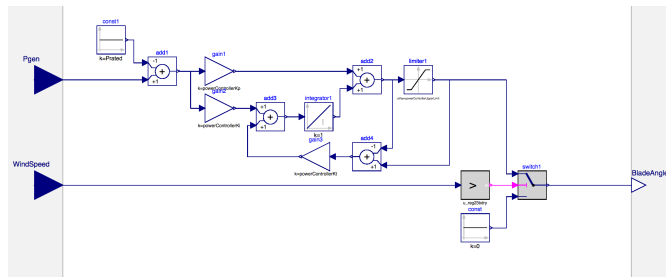 const1
k=Prated
Pgen
add1
-1
+1
gain1
k=powerControllerKp
gain2
k=powerControllerKi
add3
+1
+1
integrator1
k=1
add2
+1
+1
limiter1
add4
-1
+1
gain3
k=powerControllerKt
WindSpeed
>
switch1
BladeAngle
const
k=0